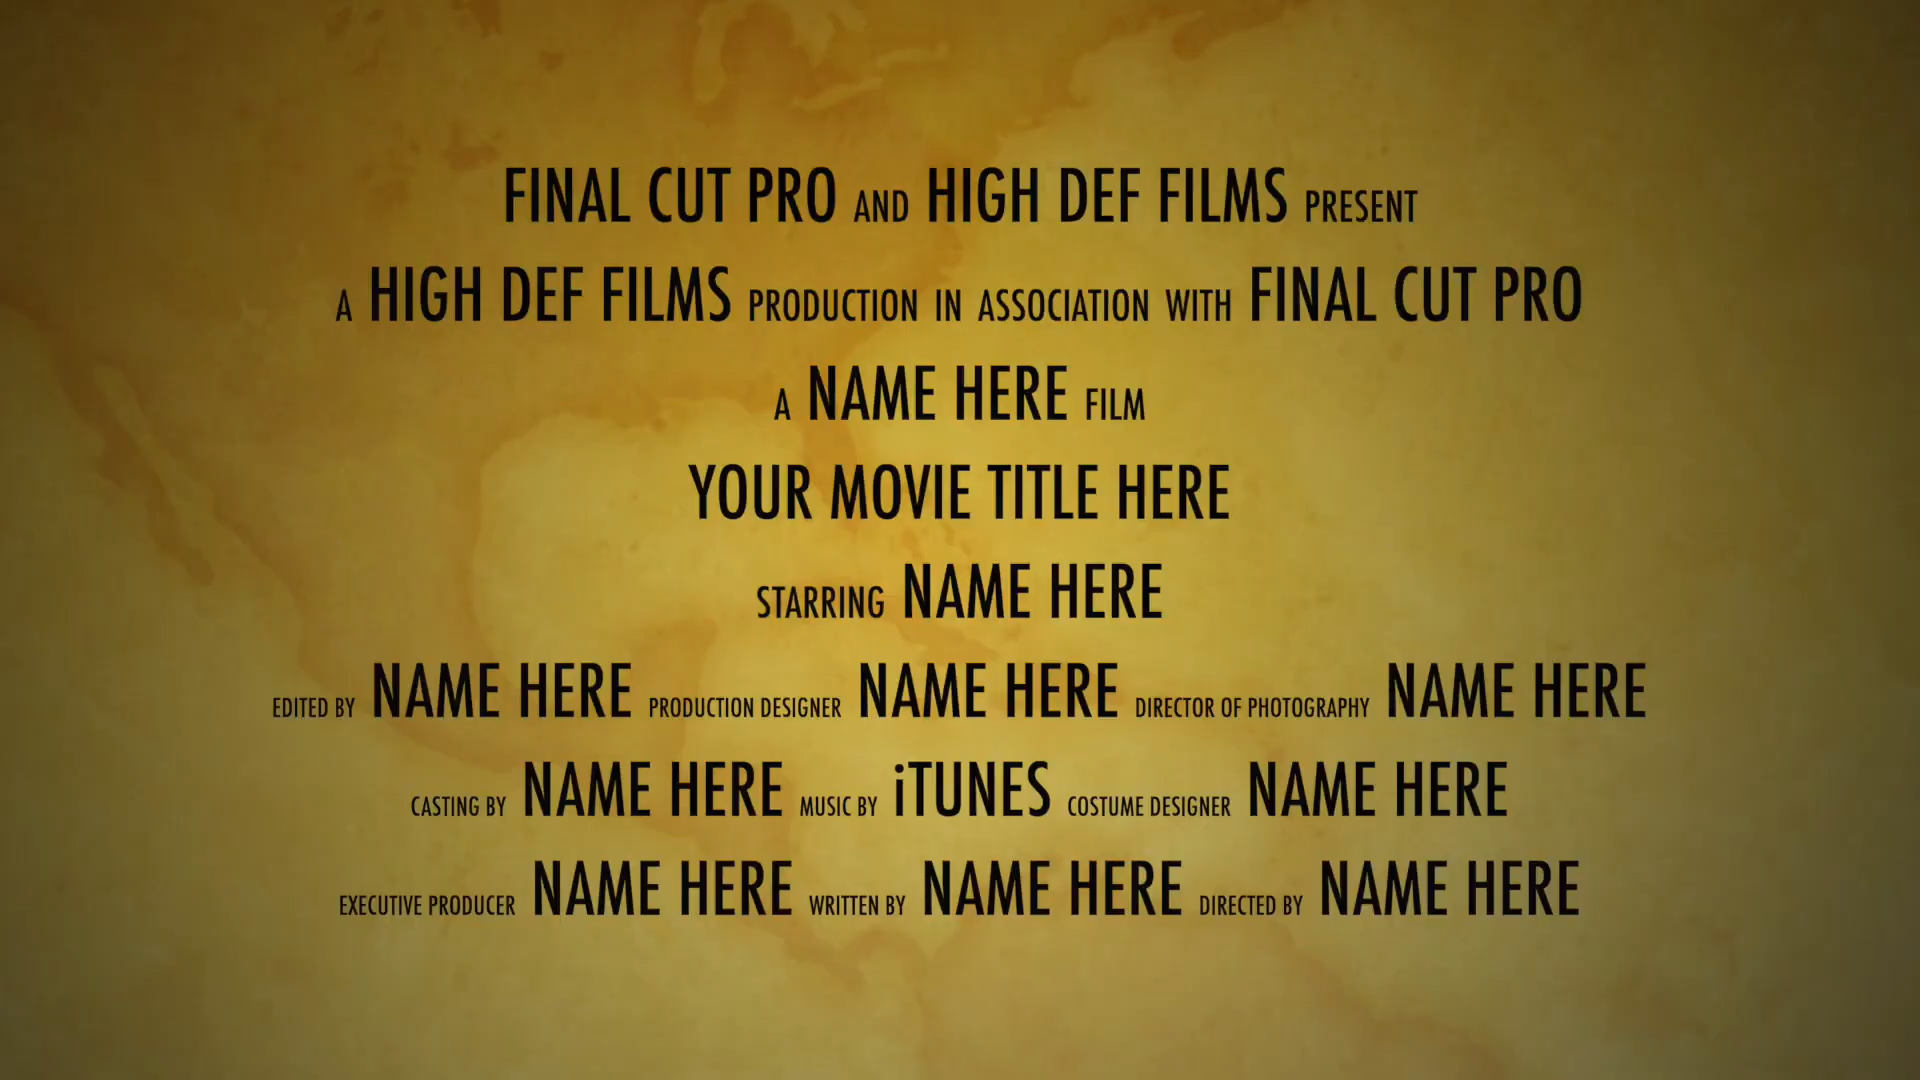 FINAL CUT PRO AND HIGH DEF FILMS PRESENT
A HIGH DEF FILMS PRODUCTION IN ASSOCIATION WITH FINAL CUT PRO
A NAME HERE FILM
YOUR MOVIE TITLE HERE
STARRING NAME HERE
EDITED BY NAME HERE PRODUCTION DESIGNER NAME HERE DIRECTOR OF PHOTOGRAPHY NAME HERE
CASTING BY NAME HERE MUSIC BY iTUNES COSTUME DESIGNER NAME HERE
EXECUTIVE PRODUCER NAME HERE WRITTEN BY NAME HERE DIRECTED BY NAME HERE